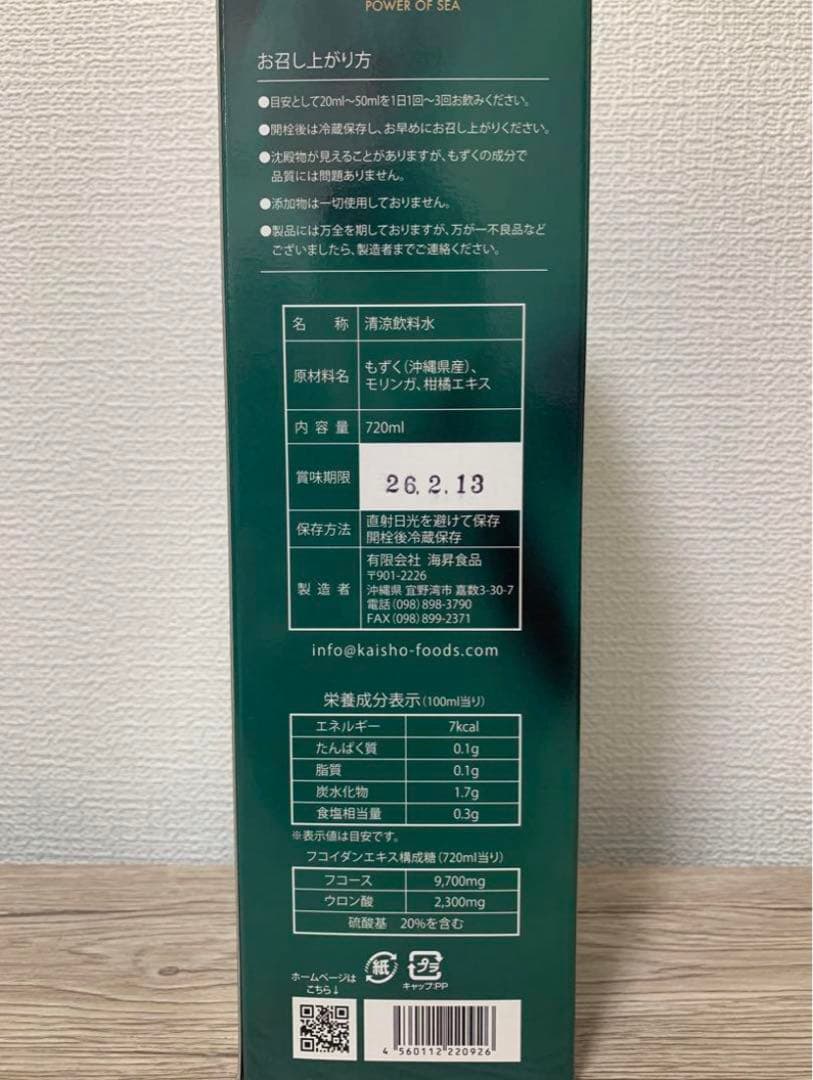 POWER OF SEA
お召し上がり方
●目安として20ml〜50mlを1日1回〜3回お飲みください。
●開栓後は冷蔵保存し、お早めにお召し上がりください。
●沈殿物が見えることがありますが、もずくの成分で
品質には問題ありません。
●添加物は一切使用しておりません。
●製品には万全を期しておりますが、万が一不良品など
ございましたら、製造者までご連絡ください。
名 称 清涼飲料水
原材料名 もずく(沖縄県産)、
モリンガ、柑橘エキス
内容量 720ml
賞味期限 26.2.13
保存方法 直射日光を避けて保存
開栓後冷蔵保存
製造者 有限会社 海昇食品
〒901-2226
沖縄県 宜野湾市 嘉数3-30-7
電話(098)898-3790
FAX(098)899-2371
info@kaisho-foods.com
栄養成分表示(100ml当り)
エネルギー 7kcal
たんぱく質 0.1g
脂質 0.1g
炭水化物 1.7g
食塩相当量 0.3g
※表示値は目安です。
フコイダンエキス構成糖(720ml当り)
フコース 9,700mg
ウロン酸 2,300mg
硫酸基 20%を含む
ホームページは
こちら↓
紙
プラ
キャップ:PP
4 560112 220926